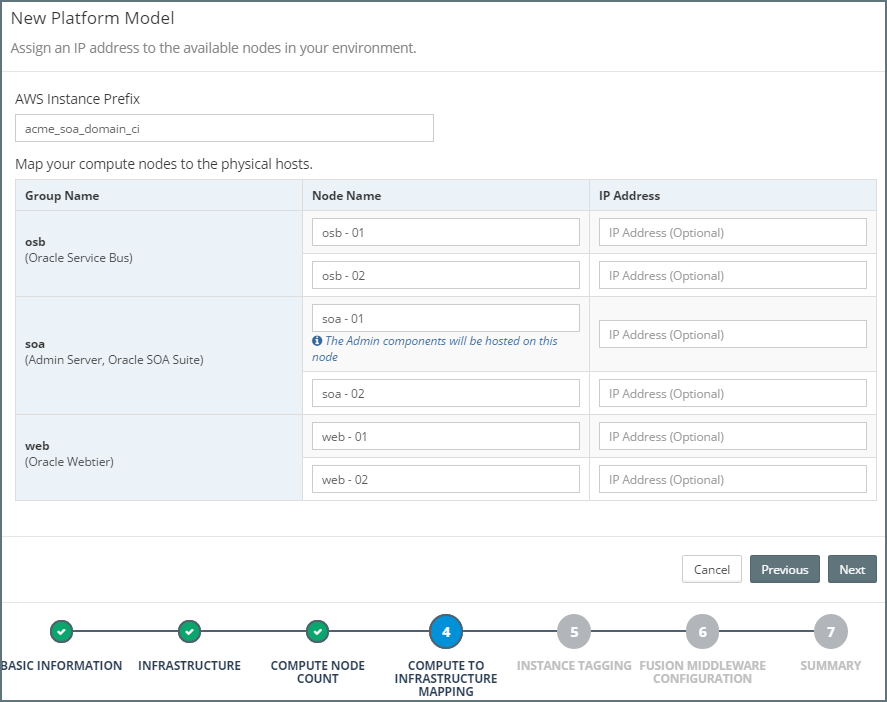 New Platform Model
Assign an IP address to the available nodes in your environment.
AWS Instance Prefix
acme_soa_domain_ci
Map your compute nodes to the physical hosts.
Group Name Node Name IP Address
osb
(Oracle Service Bus)
osb - 01 IP Address (Optional)
osb - 02 IP Address (Optional)
soa
(Admin Server, Oracle SOA Suite)
soa - 01 IP Address (Optional)
The Admin components will be hosted on this
node
soa - 02 IP Address (Optional)
web
(Oracle Webtier)
web - 01 IP Address (Optional)
web - 02 IP Address (Optional)
Cancel Previous Next
4 5 6 7
BASIC INFORMATION
INFRASTRUCTURE
COMPUTE NODE
COUNT
COMPUTE TO
INFRASTRUCTURE
MAPPING
INSTANCE TAGGING
FUSION MIDDLEWARE
CONFIGURATION
SUMMARY